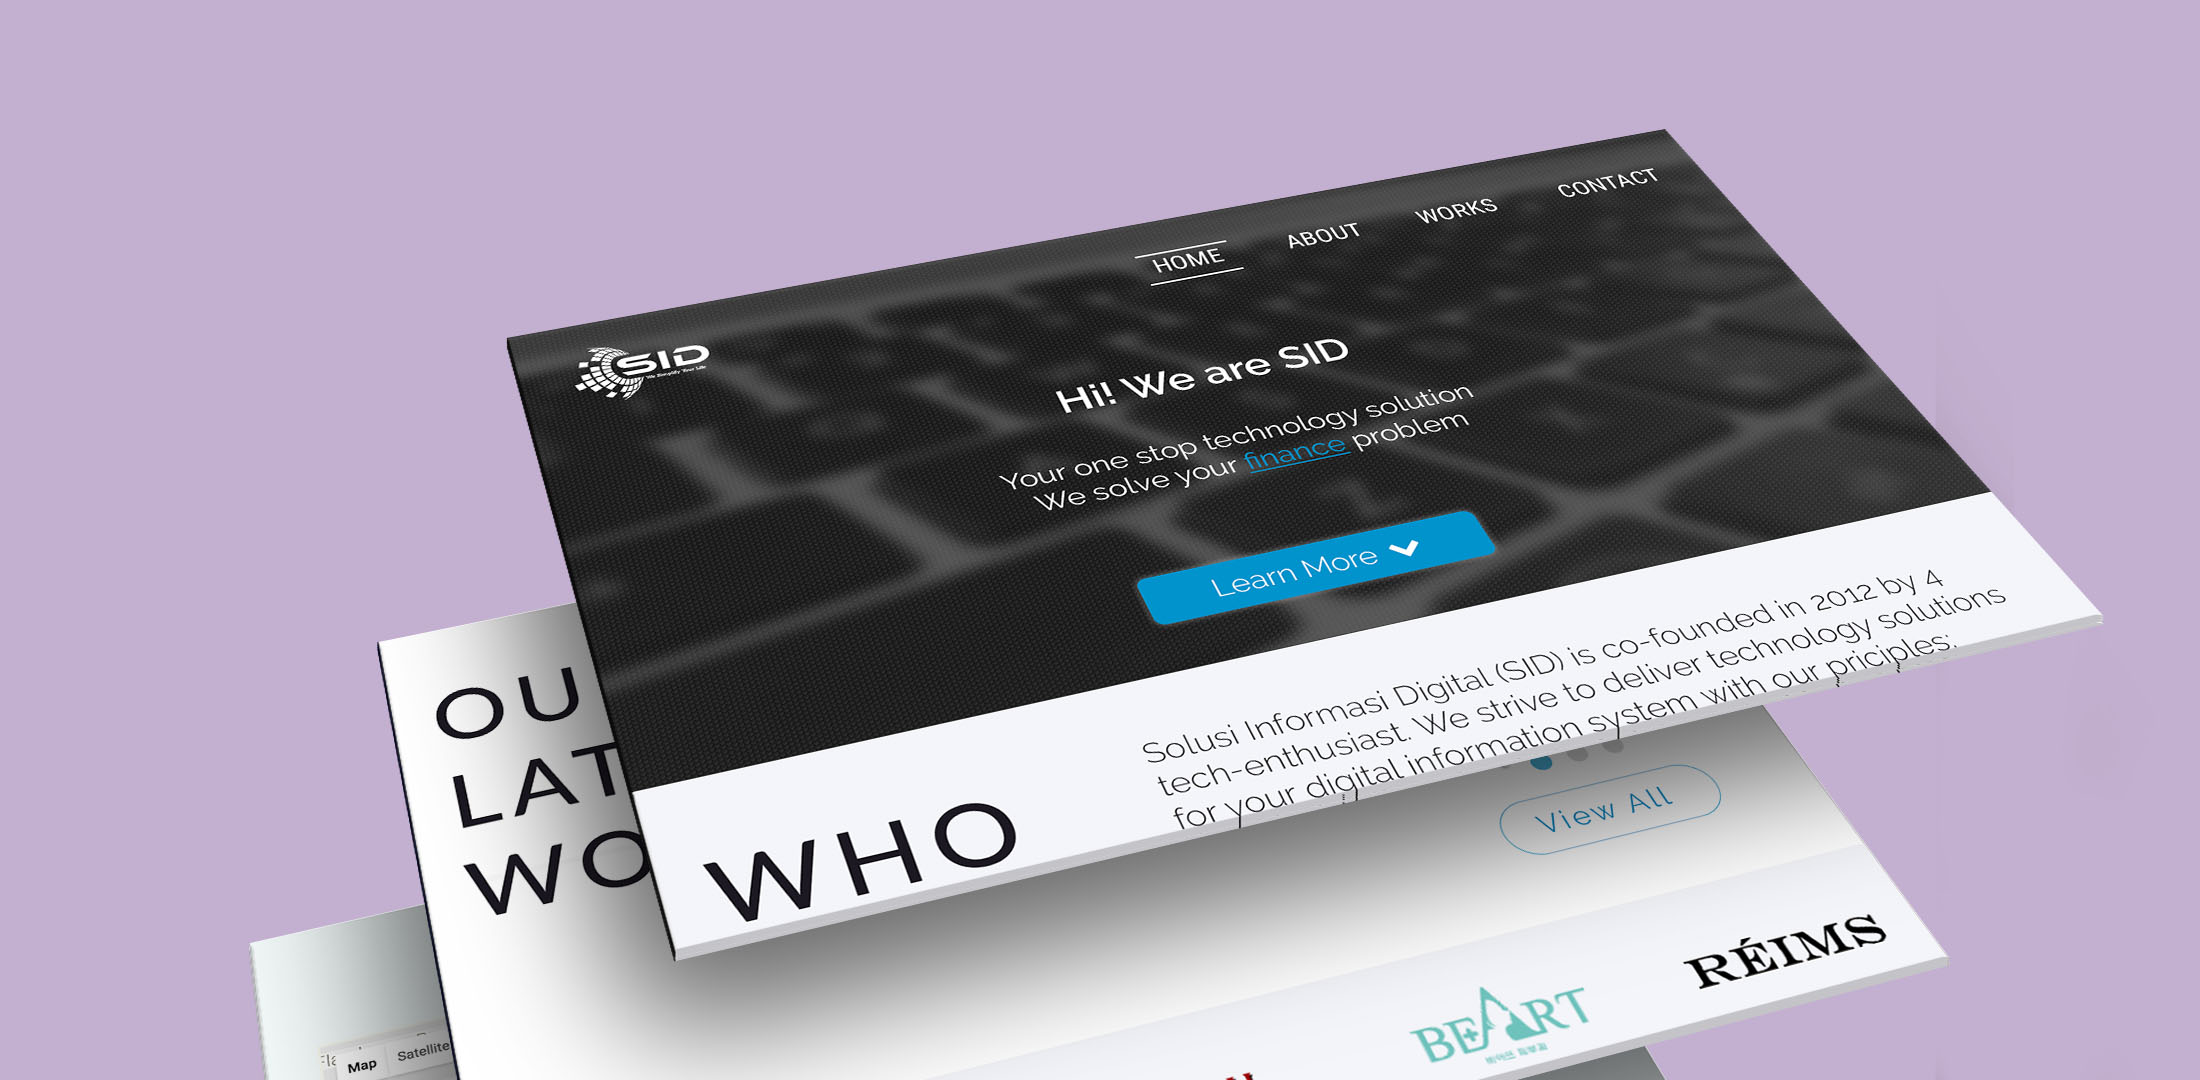 HOME
ABOUT
WORKS
CONTACT
SID
We Simplify Your Life
Hi! We are SID
Your one stop technology solution
We solve your finance problem
Learn More
WHO
Solusi Informasi Digital (SID) is co-founded in 2012 by 4
tech-enthusiast. We strive to deliver technology solutions
for your digital information system with our priciples:
OU
LAT
WO
View All
BEART
RÉIMS
Map
Satellite